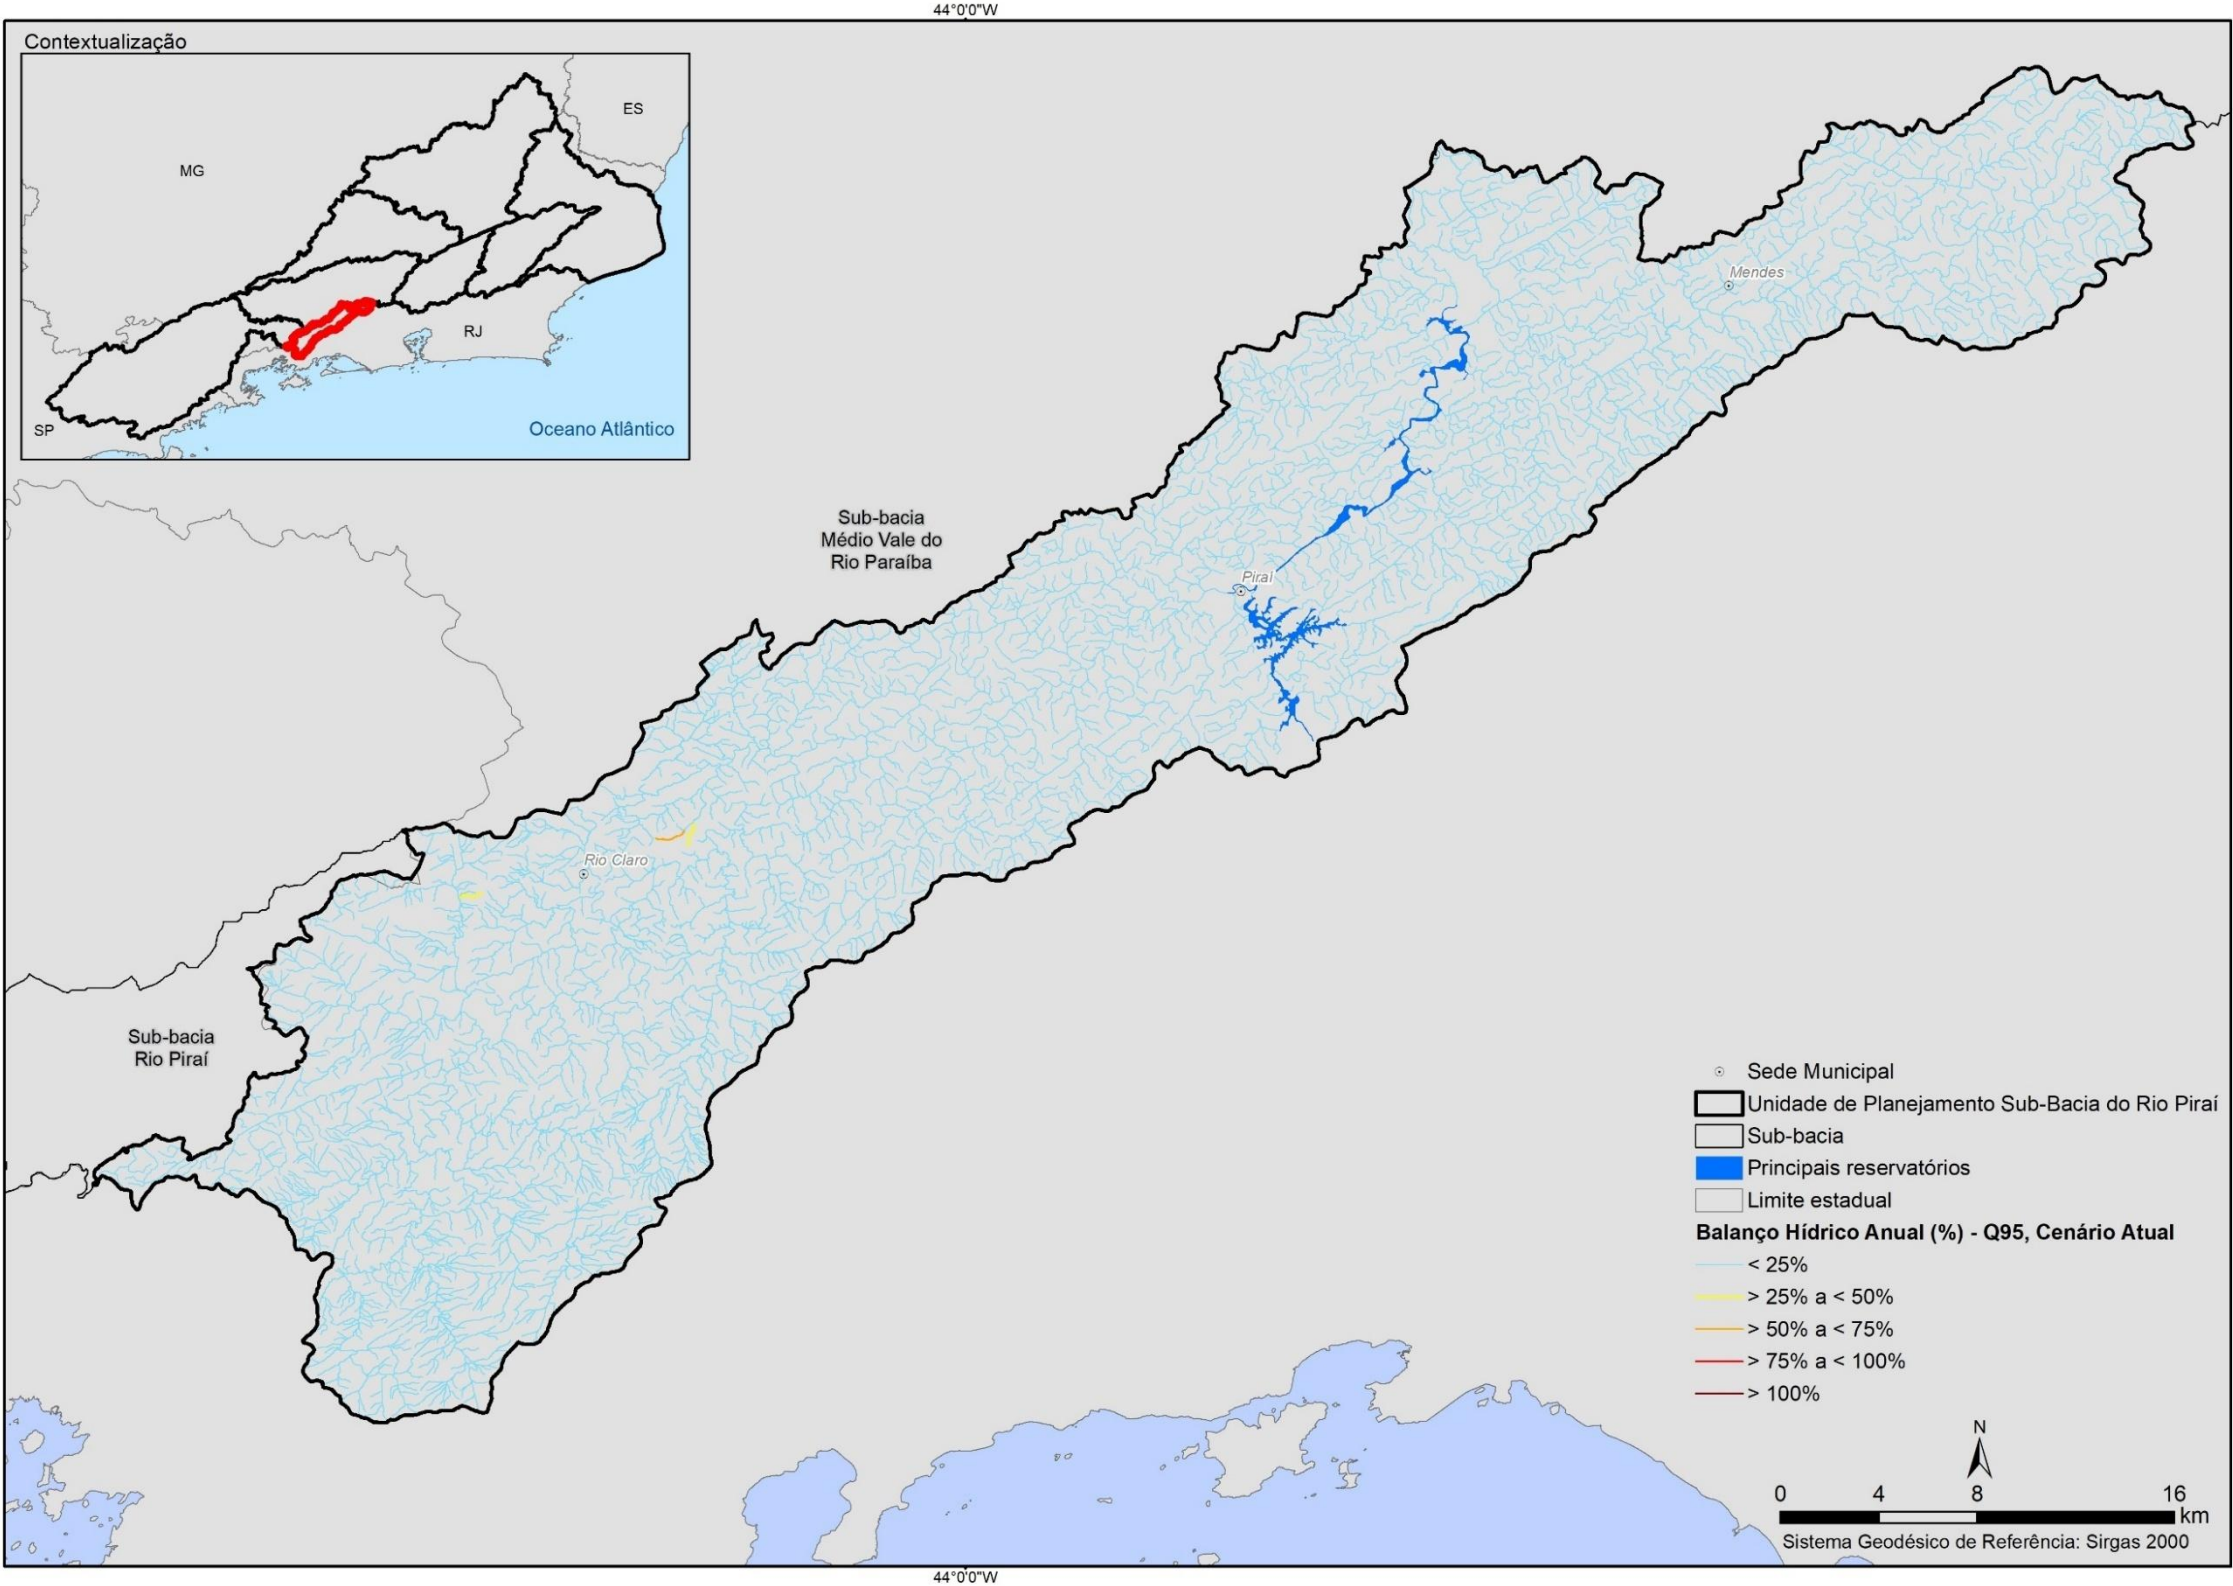 44°0'0"W
Contextualização
ES
MG
RJ
SP
Oceano Atlântico
Mendes
Sub-bacia
Médio Vale do
Rio Paraíba
Piraí
Rio Claro
Sub-bacia
Rio Piraí
Sede Municipal
Unidade de Planejamento Sub-Bacia do Rio Piraí
Sub-bacia
Principais reservatórios
Limite estadual
Balanço Hídrico Anual (%) - Q95, Cenário Atual
< 25%
> 25% a < 50%
> 50% a < 75%
> 75% a < 100%
> 100%
N
0 4 8 16
km
Sistema Geodésico de Referência: Sirgas 2000
44°0'0"W